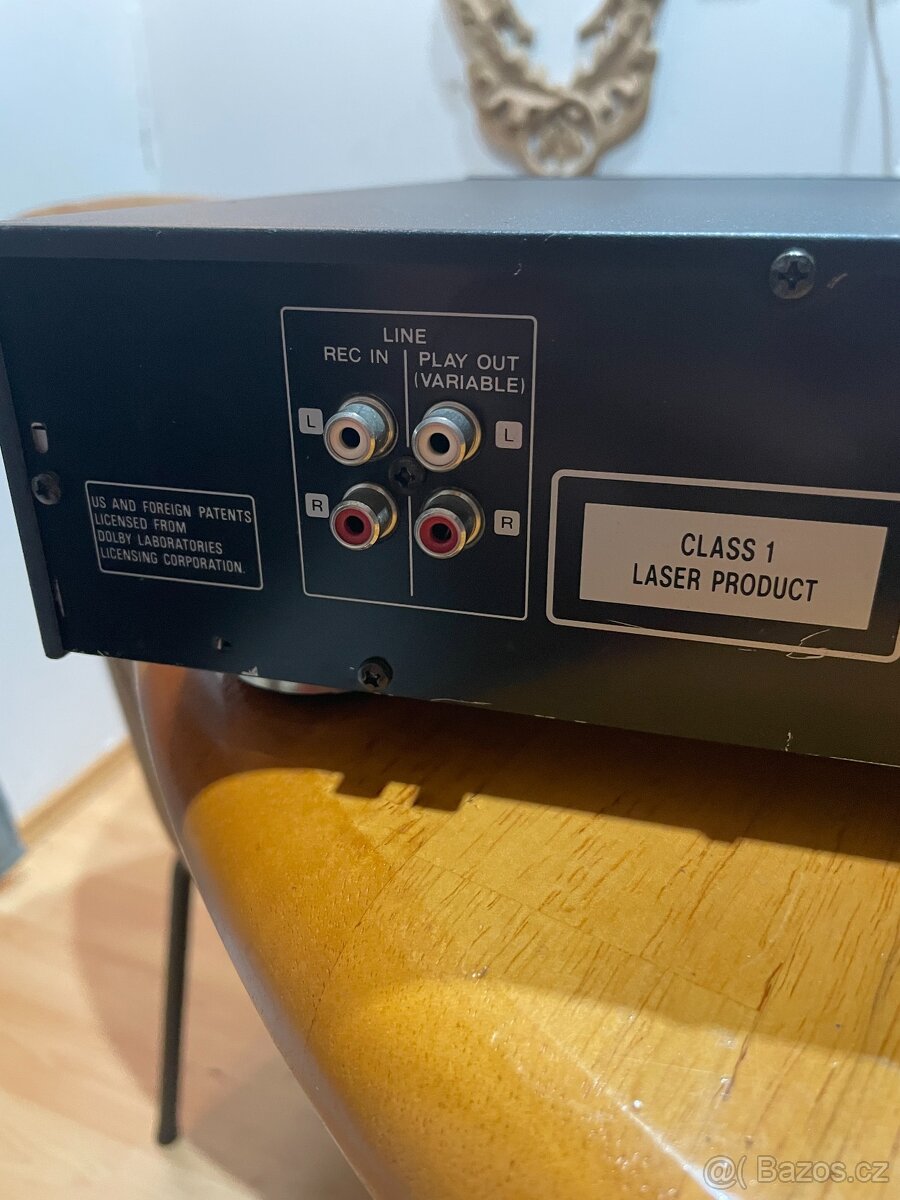 LINE
REC IN
PLAY OUT
(VARIABLE)
L
L
R
R
US AND FOREIGN PATENTS
LICENSED FROM
DOLBY LABORATORIES
LICENSING CORPORATION.
CLASS 1
LASER PRODUCT
@( Bazos.cz